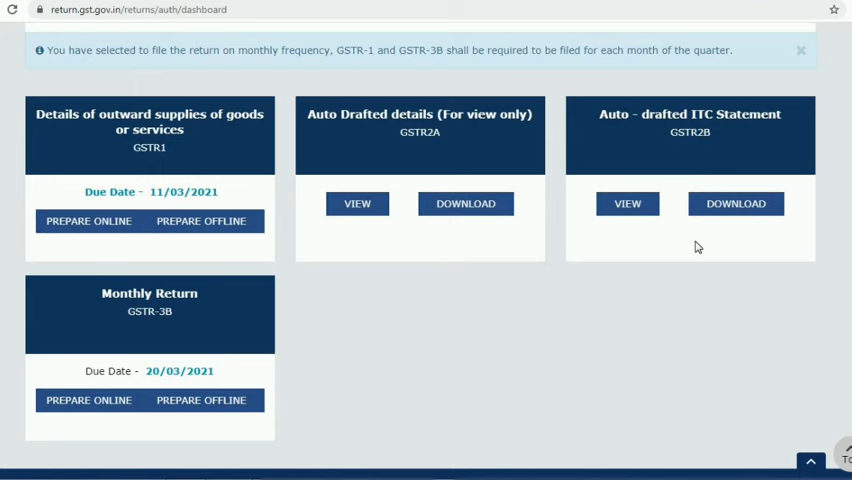 return.gst.gov.in/returns/auth/dashboard
You have selected to file the return on monthly frequency, GSTR-1 and GSTR-3B shall be required to be filed for each month of the quarter.
Details of outward supplies of goods
or services
GSTR1
Due Date - 11/03/2021
PREPARE ONLINE PREPARE OFFLINE
Auto Drafted details (For view only)
GSTR2A
VIEW DOWNLOAD
Auto - drafted ITC Statement
GSTR2B
VIEW DOWNLOAD
Monthly Return
GSTR-3B
Due Date - 20/03/2021
PREPARE ONLINE PREPARE OFFLINE